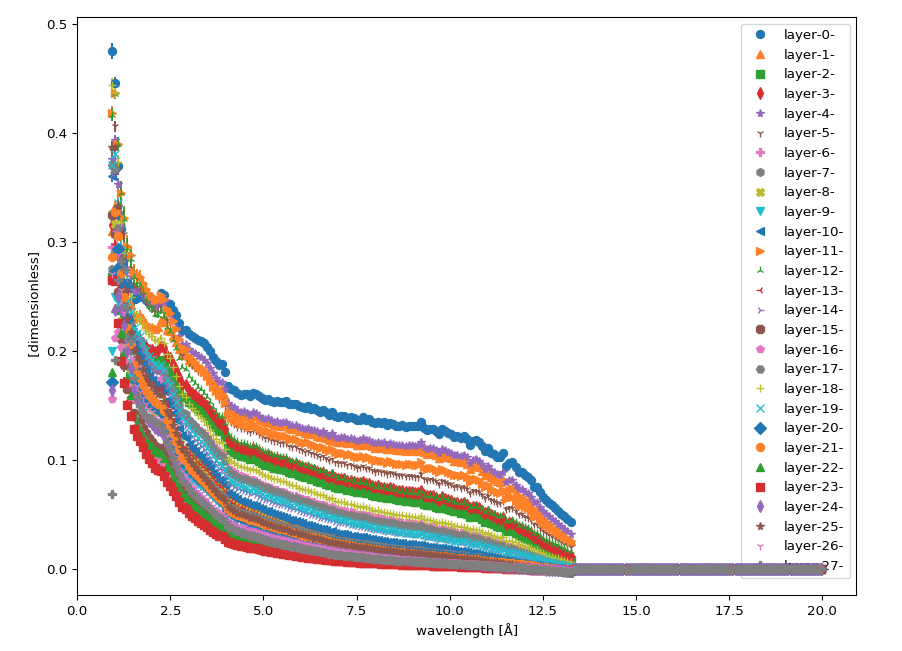 0.5
0.4
0.3
0.2
0.1
0.0
[dimensionless]
0.0 2.5 5.0 7.5 10.0 12.5 15.0 17.5 20.0
wavelength [Å]
layer-0-
layer-1-
layer-2-
layer-3-
layer-4-
layer-5-
layer-6-
layer-7-
layer-8-
layer-9-
layer-10-
layer-11-
layer-12-
layer-13-
layer-14-
layer-15-
layer-16-
layer-17-
layer-18-
layer-19-
layer-20-
layer-21-
layer-22-
layer-23-
layer-24-
layer-25-
layer-26-
layer-27-